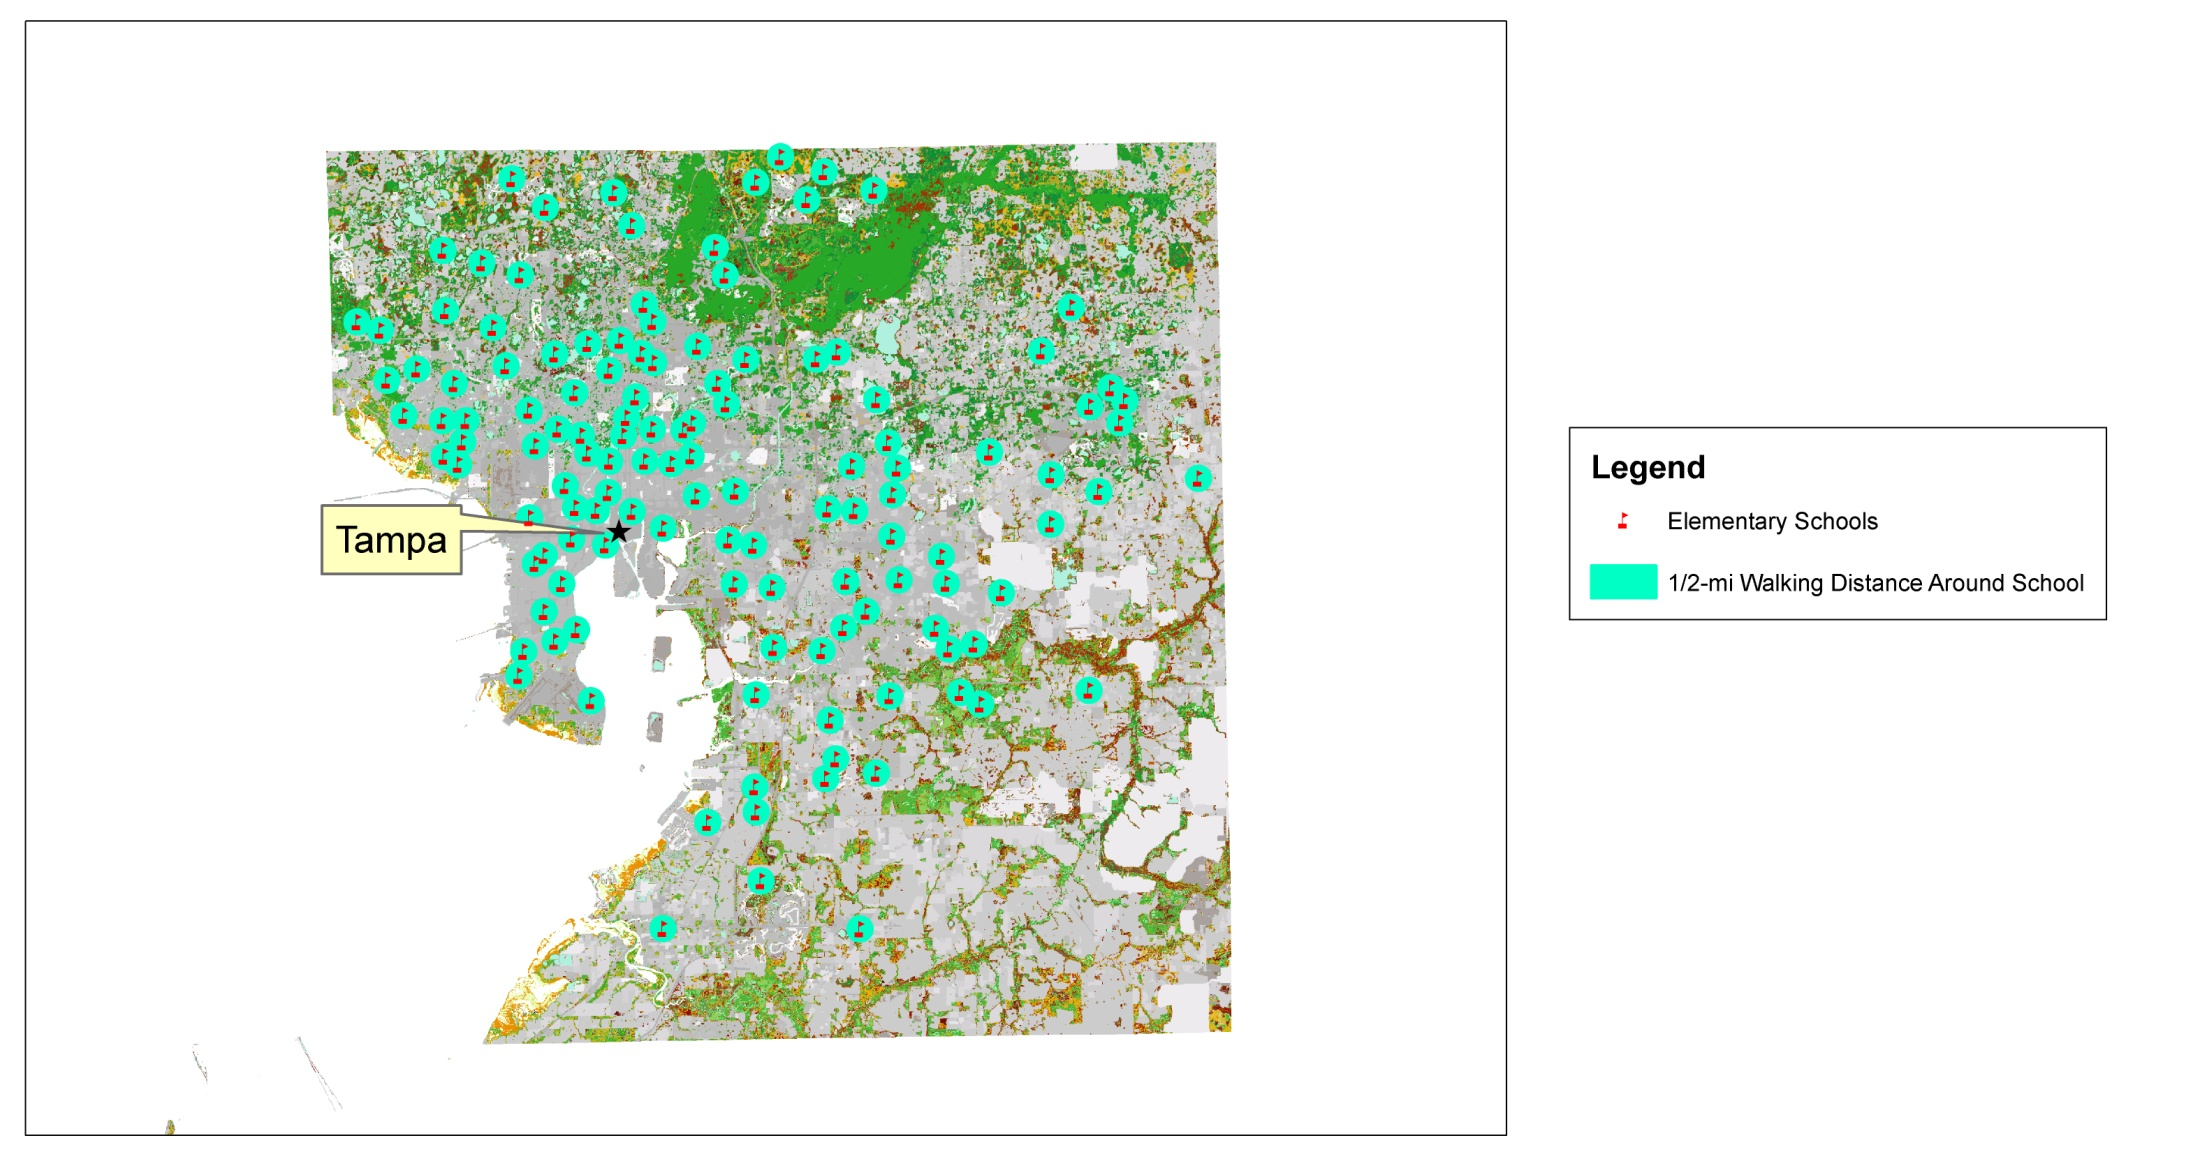 Tampa
Legend
Elementary Schools
1/2-mi Walking Distance Around School